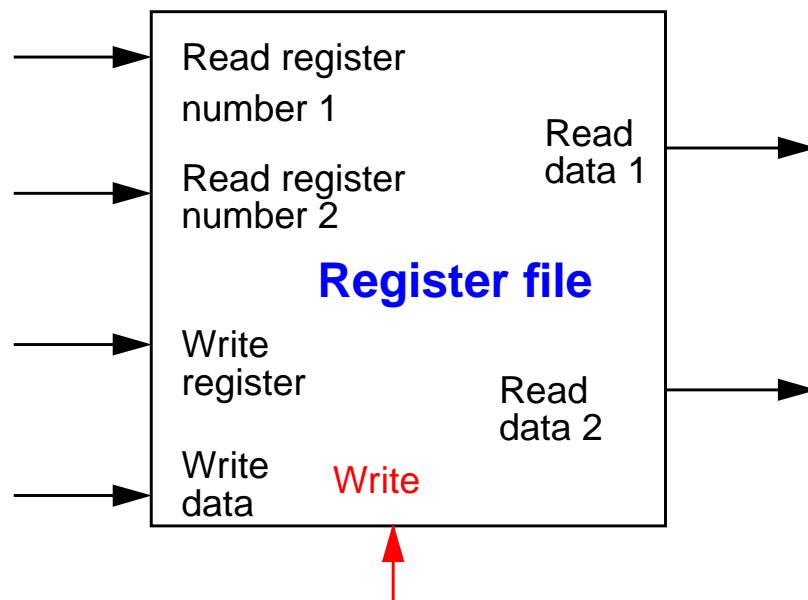 Read register
number 1
Read
data 1
Read register
number 2
Register file
Write
register
Read
data 2
Write
data
Write